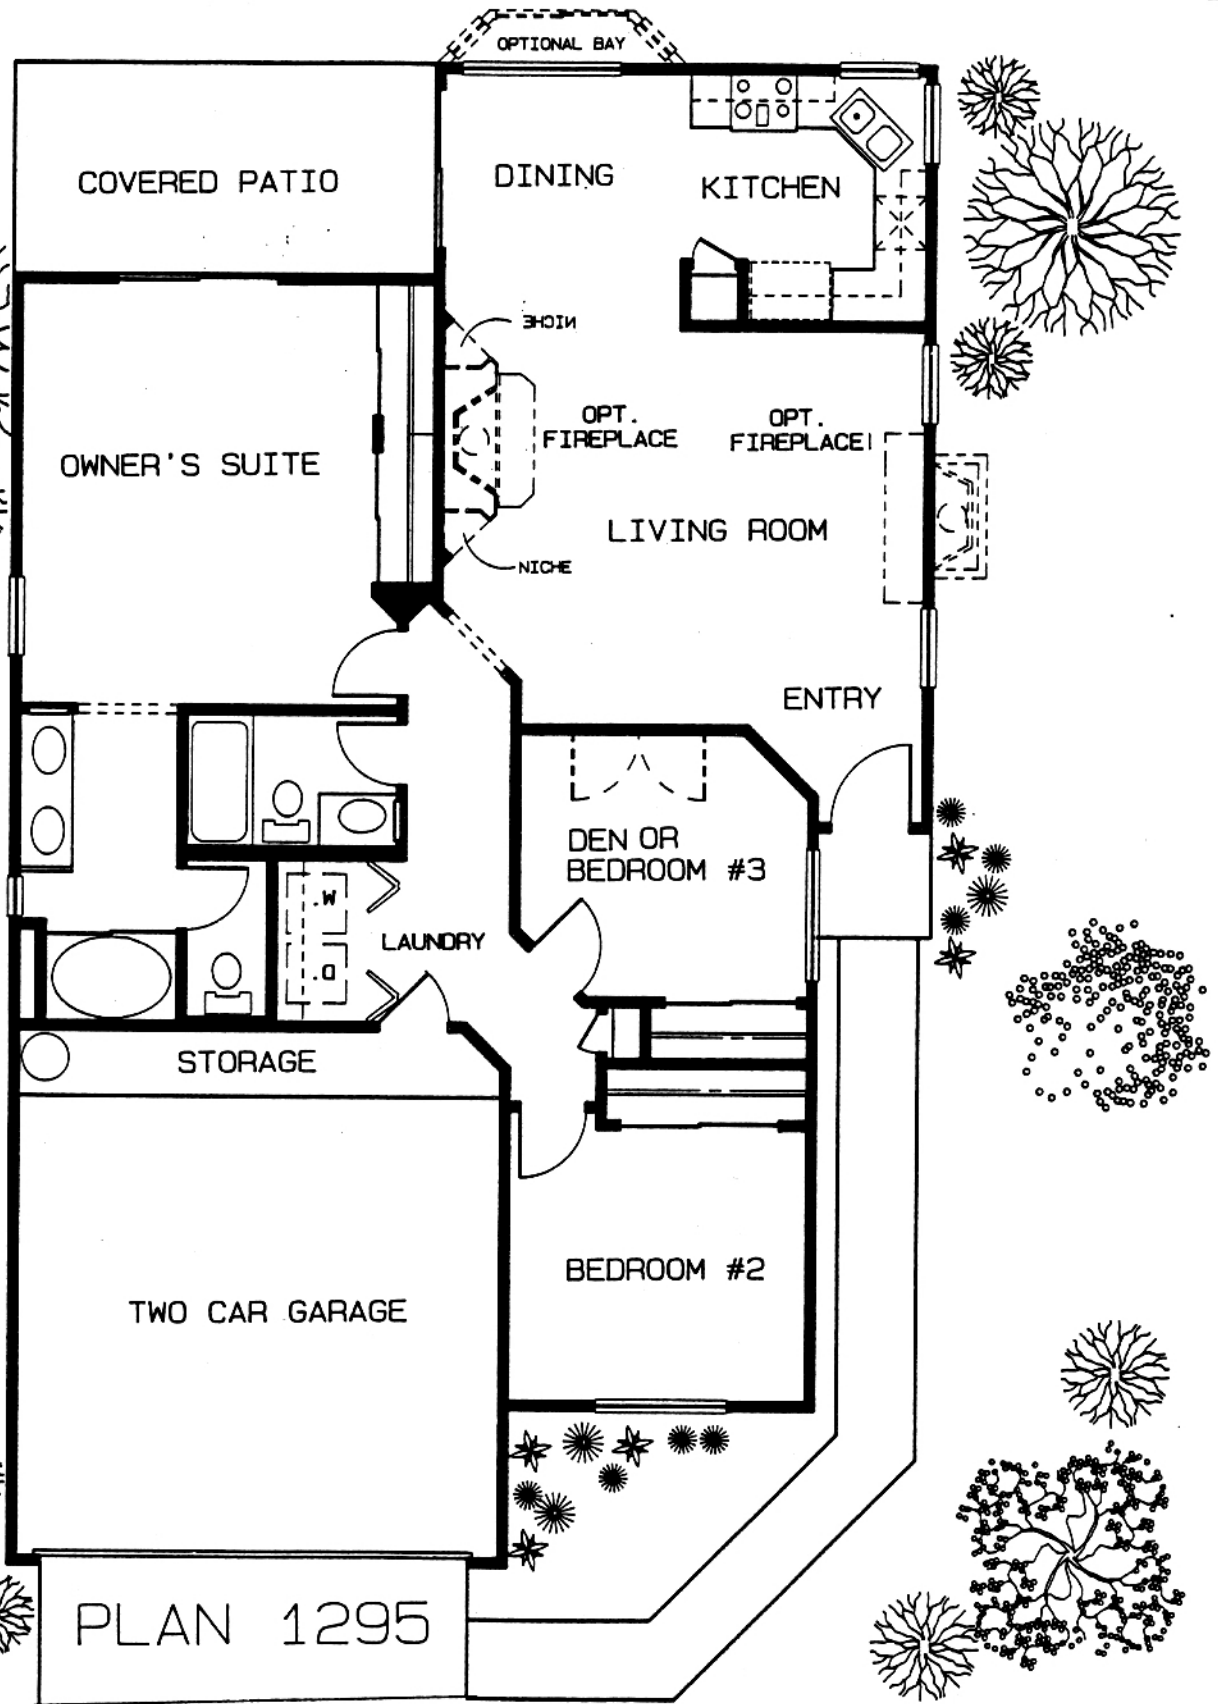 OPTIONAL BAY
COVERED PATIO
DINING
KITCHEN
NICHE
OPT.
FIREPLACE
OPT.
FIREPLACE
OWNER'S SUITE
LIVING ROOM
NICHE
ENTRY
DEN OR
BEDROOM #3
W.
LAUNDRY
D.
STORAGE
BEDROOM #2
TWO CAR GARAGE
PLAN 1295